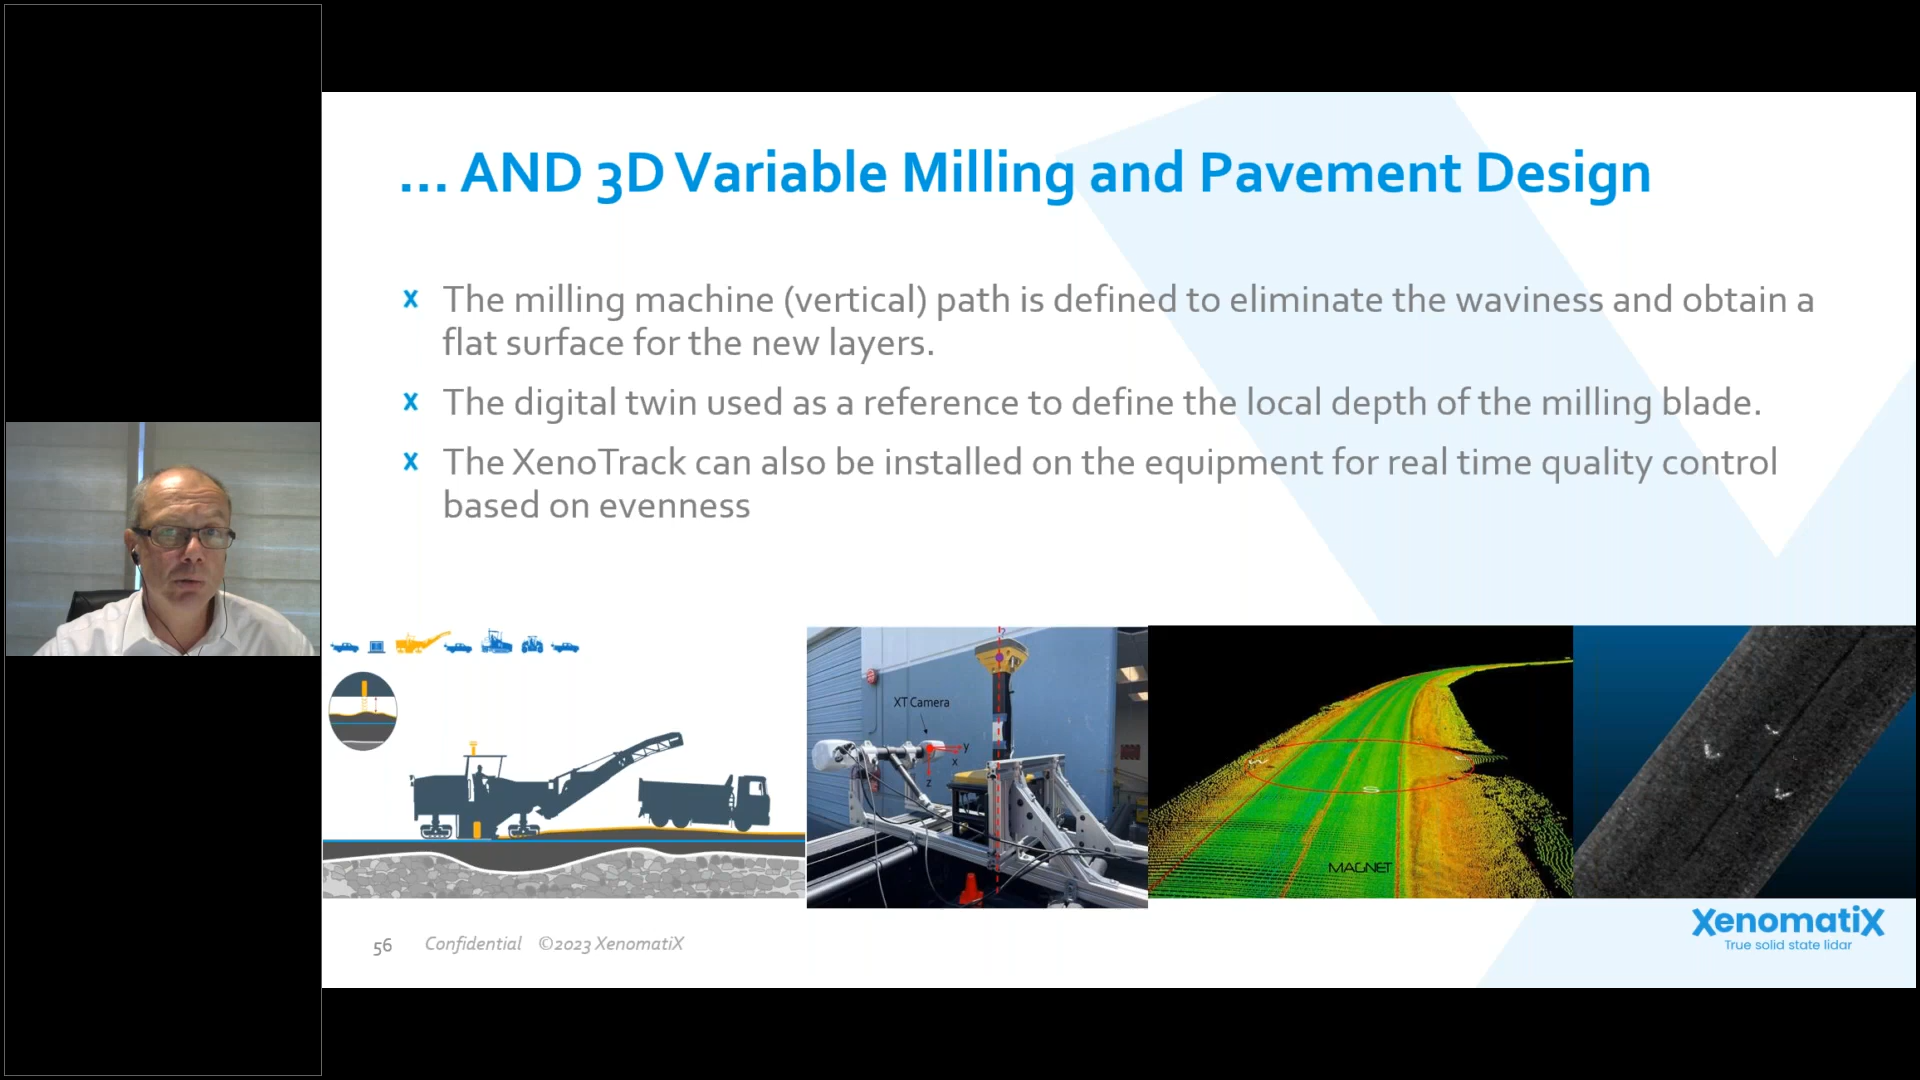 ... AND 3D Variable Milling and Pavement Design
x The milling machine (vertical) path is defined to eliminate the waviness and obtain a
flat surface for the new layers.
x The digital twin used as a reference to define the local depth of the milling blade.
x The XenoTrack can also be installed on the equipment for real time quality control
based on evenness
XT Camera
y
x
z
MAGNET
56 Confidential ©2023 XenomatiX
XenomatiX
True solid state lidar